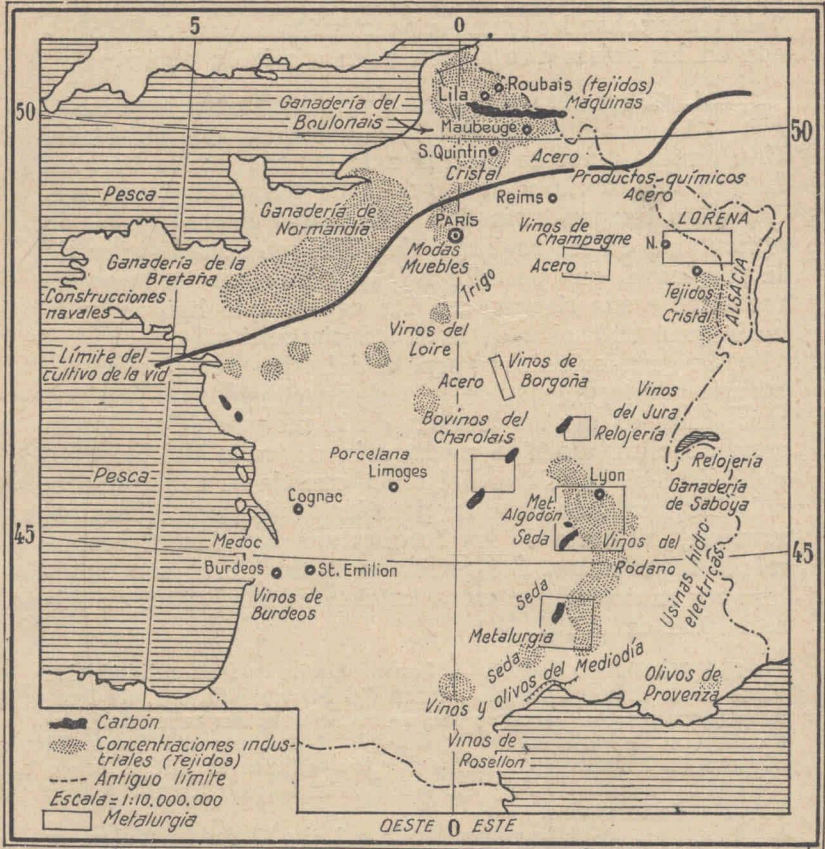 5
0
50
50
Roubais (tejidos)
Máquinas
Lila
Ganadería del
Boulonais
Maubeuge
S. Quintin
Cristal
Acero
Productos químicos
Acero
Pesca
Reims
LORENA
Ganadería de
Normandía
PARÍS
Modas
Muebles
Vinos de
Champagne
Acero
N.
ALSACIA
Ganadería de la
Bretaña
Trigo
Tejidos
Cristal
Construcciones
navales
Vinos del
Loire
Límite del
cultivo de la vid
Vinos de
Borgoña
Acero
Vinos
del Jura
Relojería
Bovinos del
Charolais
Porcelana
Limoges
Relojería
Ganadería
de Saboya
Pesca
Lyon
Cognac
Met.
Algodón
Seda
Vinos del
Ródano
45
45
Medoc
Burdeos
St. Emilion
Vinos de
Burdeos
Usinas hidro-
electricas
Seda
Metalurgia
Seda
Vinos y olivos del Mediodía
Olivos de
Provenza
Vinos de
Rosellon
Carbón
Concentraciones indus-
triales (Tejidos)
Antiguo límite
Escala = 1:10,000.000
Metalurgia
OESTE 0 ESTE